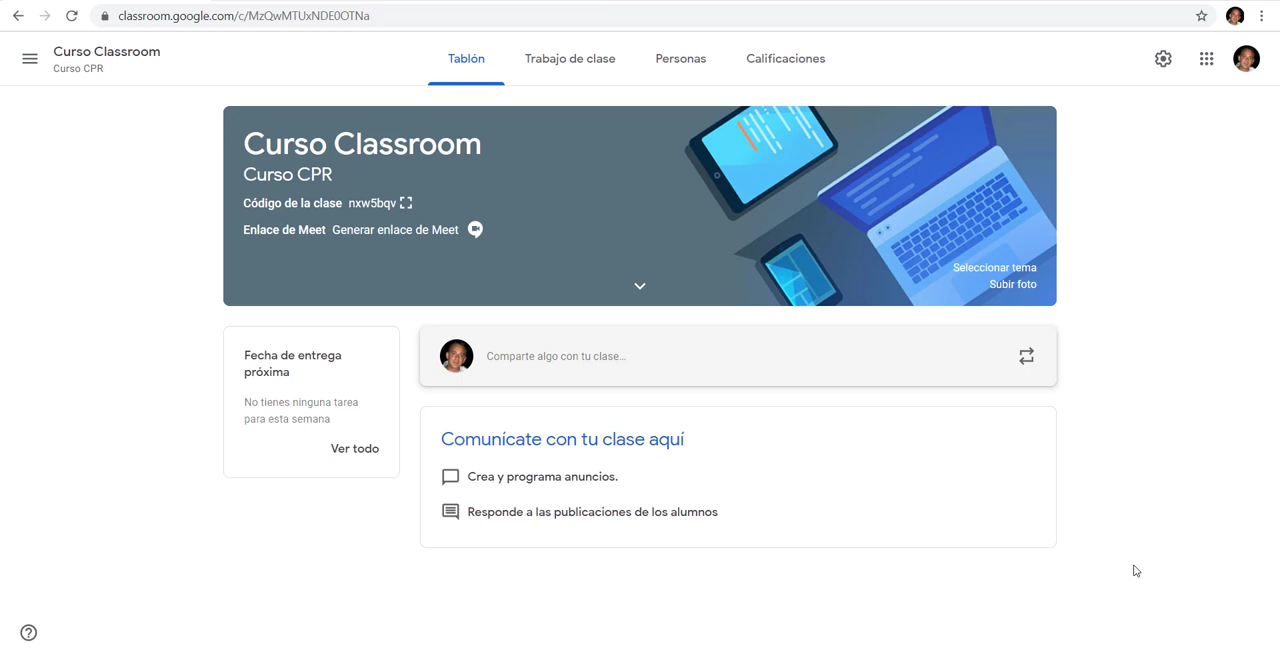 classroom.google.com/c/MzQwMTUxNDE0OTNa
Curso Classroom
Curso CPR
Tablón
Trabajo de clase
Personas
Calificaciones
Curso Classroom
Curso CPR
Código de la clase nxw5bqv
Enlace de Meet Generar enlace de Meet
Seleccionar tema
Subir foto
Fecha de entrega
próxima
No tienes ninguna tarea
para esta semana
Ver todo
Comparte algo con tu clase...
Comunícate con tu clase aquí
Crea y programa anuncios.
Responde a las publicaciones de los alumnos